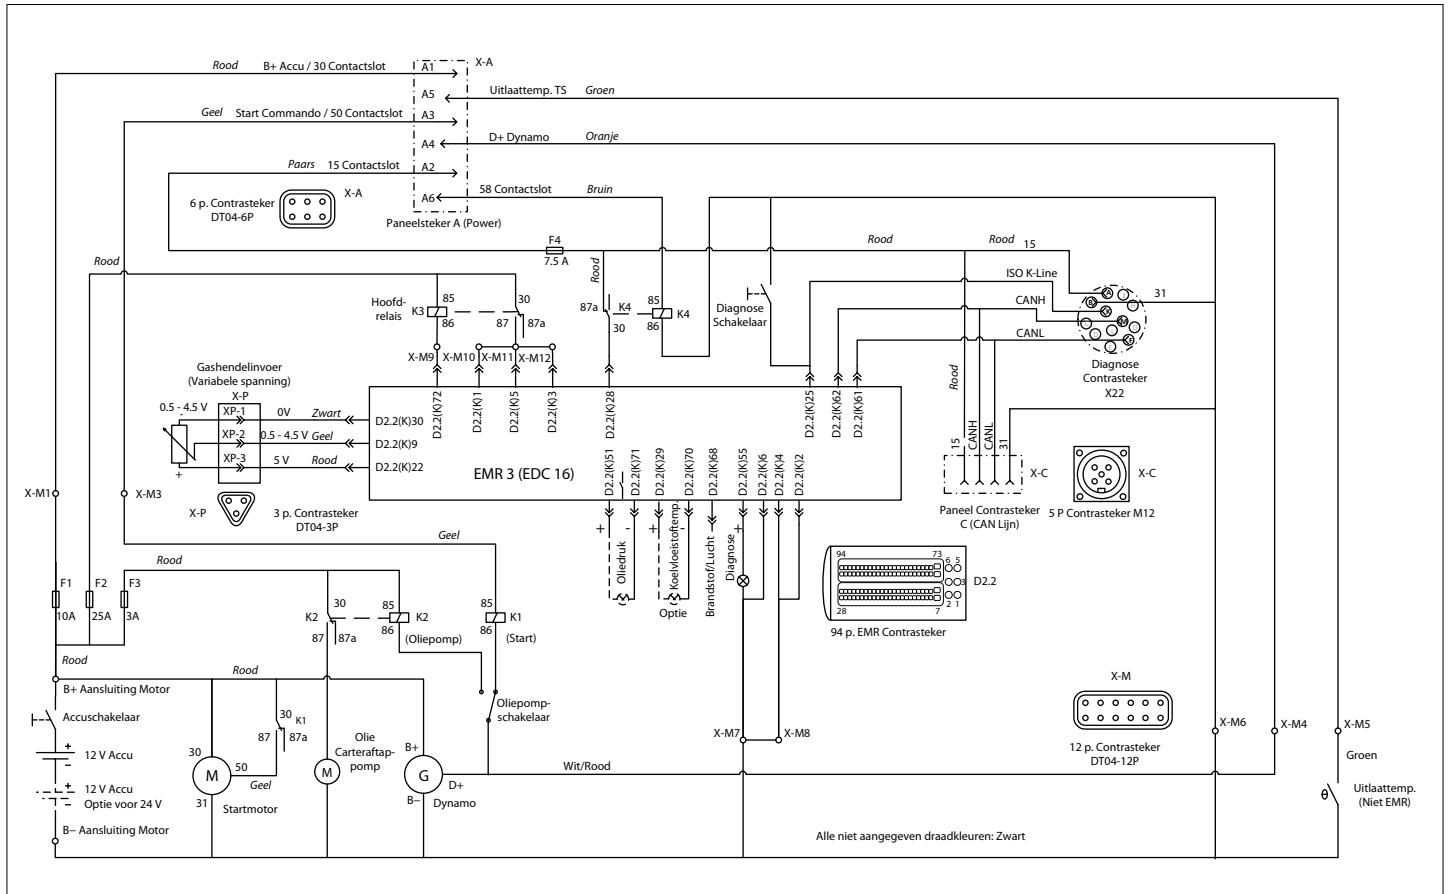 Rood B+ Accu / 30 Contactslot A1 X-A
A5 Uitlaattemp. TS Groen
Geel Start Commando / 50 Contactslot A3
A4 D+ Dynamo Oranje
Paars 15 Contactslot A2
A6 58 Contactslot Bruin
6 p. Contrasteker
DT04-6P
X-A
Paneelsteker A (Power)
F4
7.5 A
Rood
Rood
Rood 15
Rood
Rood
ISO K-Line
CANH
CANL
31
A
B
K
M
F
Diagnose
Contrasteker
X22
Hoofd-
relais
K3
85
86
30
87
87a
87a
K4
30
85
86
K4
Diagnose
Schakelaar
X-M9
X-M10
X-M11
X-M12
D2.2(K)72
D2.2(K)1
D2.2(K)5
D2.2(K)3
D2.2(K)28
D2.2(K)25
D2.2(K)62
D2.2(K)61
Gashendelinvoer
(Variabele spanning)
X-P
0.5 - 4.5 V
-
+
XP-1 0V Zwart D2.2(K)30
XP-2 0.5 - 4.5 V Geel D2.2(K)9
XP-3 5 V Rood D2.2(K)22
EMR 3 (EDC 16)
D2.2(K)51
D2.2(K)71
D2.2(K)29
D2.2(K)70
D2.2(K)68
D2.2(K)55
D2.2(K)6
D2.2(K)4
D2.2(K)2
X-P
3 p. Contrasteker
DT04-3P
X-M1
X-M3
Rood
15
CANH
CANL
31
X-C
Paneel Contrasteker
C (CAN Lijn)
X-C
5 P Contrasteker M12
+ -
Oliedruk
+ -
Koelvloeistoftemp.
Optie
Brandstof/Lucht
+
Diagnose
94
73
6 5
3
2 1
28
7
D2.2
94 p. EMR Contrasteker
Geel
Rood
F1
10A
F2
25A
F3
3A
30
K2
87
87a
85
86
K2
(Oliepomp)
85
86
K1
(Start)
Rood
Rood
B+ Aansluiting Motor
Accuschakelaar
+
12 V Accu
-
+
12 V Accu
Optie voor 24 V
-
B– Aansluiting Motor
30
K1
87
87a
30
M
50
31
Geel
Startmotor
Olie
Carteraftap-
pomp
M
B+
G
B–
D+
Dynamo
Oliepomp-
schakelaar
Wit/Rood
X-M7
X-M8
X-M
12 p. Contrasteker
DT04-12P
X-M6
X-M4
X-M5
Groen
θ
Uitlaattemp.
(Niet EMR)
Alle niet aangegeven draadkleuren: Zwart